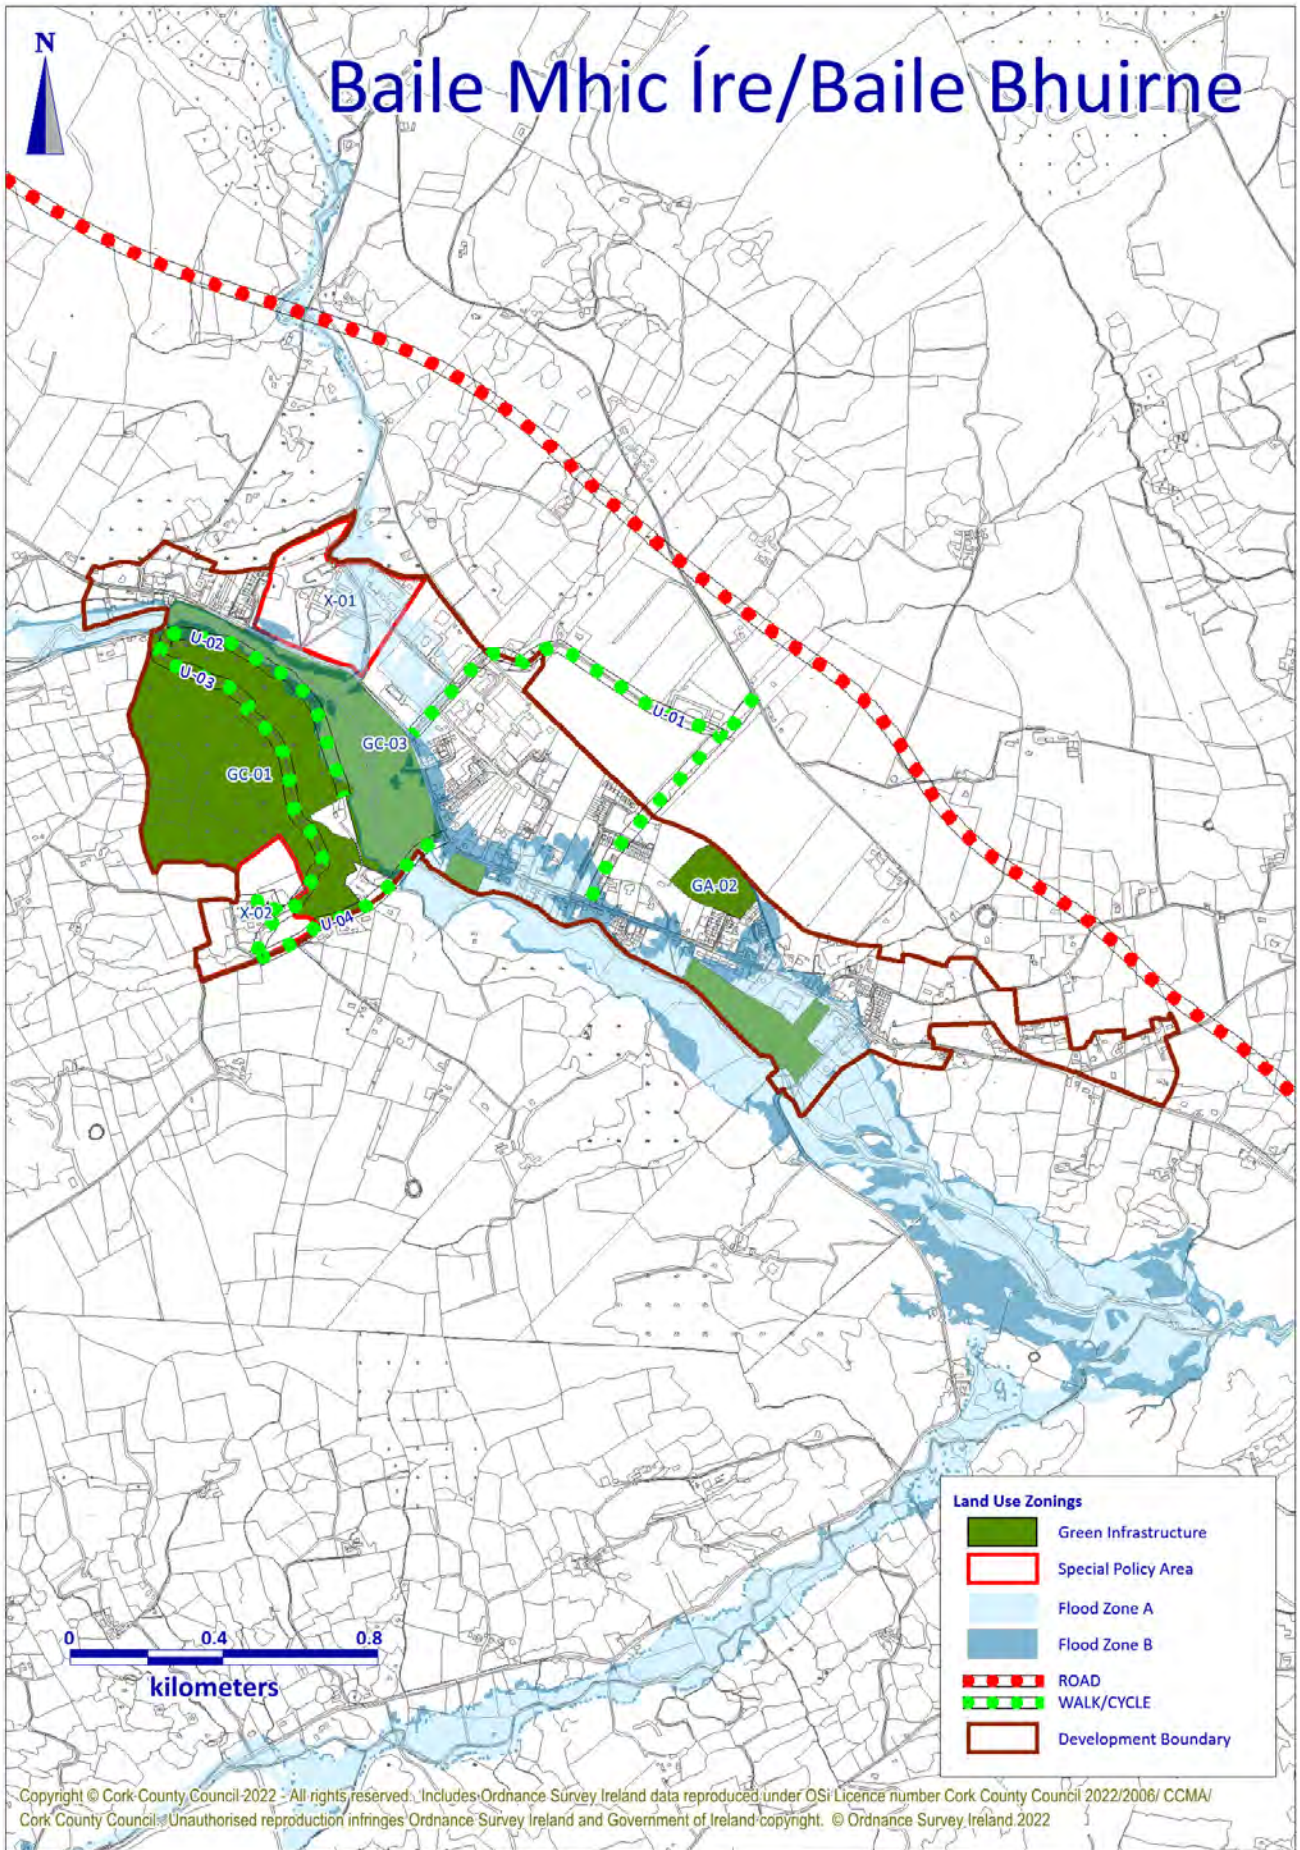 N
Baile Mhic Íre/Baile Bhuirne
X-01
U-02
U-03
U-01
GC-03
GC-01
GA-02
X-02
U-04
Land Use Zonings
Green Infrastructure
Special Policy Area
Flood Zone A
Flood Zone B
ROAD
WALK/CYCLE
Development Boundary
0 0.4 0.8
kilometers
Copyright © Cork County Council 2022 - All rights reserved. Includes Ordnance Survey Ireland data reproduced under OSi Licence number Cork County Council 2022/2006/ CCMA/
Cork County Council. Unauthorised reproduction infringes Ordnance Survey Ireland and Government of Ireland copyright. © Ordnance Survey Ireland 2022